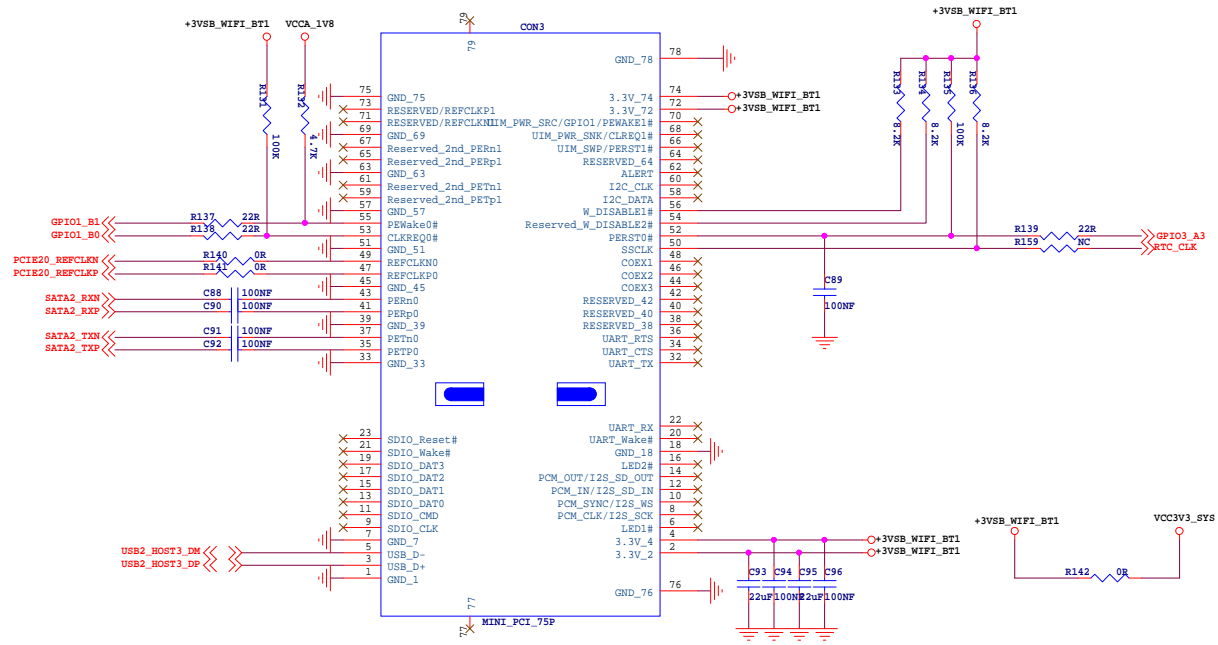 +3VSB_WIFI_BT1
VCCA_1V8
79
79
CON3
+3VSB_WIFI_BT1
R131
100K
R132
4.7K
R133
8.2K
R134
8.2K
R135
100K
R136
8.2K
GND_78 78
75 GND_75
73 RESERVED/REFCLKP1
71
69 GND_69
67 Reserved_2nd_PERn1
65 Reserved_2nd_PERp1
63 GND_63
61 Reserved_2nd_PETn1
59 Reserved_2nd_PETp1
57 GND_57
55 PEWake0#
53 CLKREQ0#
51 GND_51
49 REFCLKN0
47 REFCLKP0
45 GND_45
43 PERn0
41 PERp0
39 GND_39
37 PETn0
35 PETP0
33 GND_33
GPIO1_B1 R137 22R
GPIO1_B0 R138 22R
PCIE20_REFCLKN R140 0R
PCIE20_REFCLKP R141 0R
SATA2_RXN C88 100NF
SATA2_RXP C90 100NF
SATA2_TXN C91 100NF
SATA2_TXP C92 100NF
3.3V_74 74 +3VSB_WIFI_BT1
3.3V_72 72 +3VSB_WIFI_BT1
UIM_PWR_SRC/GPIO1/PEWAKE1# 70
UIM_PWR_SNK/CLREQ1# 68
UIM_SWP/PERST1# 66
RESERVED_64 64
ALERT 62
I2C_CLK 60
I2C_DATA 58
W_DISABLE1# 56
Reserved_W_DISABLE2# 54
PERST0# 52
SSCLK 50
COEX1 48
COEX2 46
COEX3 44
RESERVED_42 42
RESERVED_40 40
RESERVED_38 38
UART_RTS 36
UART_CTS 34
UART_TX 32
R139 22R GPIO3_A3
R159 NC RTC_CLK
C89
100NF
23 SDIO_Reset#
21 SDIO_Wake#
19 SDIO_DAT3
17 SDIO_DAT2
15 SDIO_DAT1
13 SDIO_DAT0
11 SDIO_CMD
9 SDIO_CLK
7 GND_7
5 USB_D-
3 USB_D+
1 GND_1
USB2_HOST3_DM
USB2_HOST3_DP
UART_RX 22
UART_Wake# 20
GND_18 18
LED2# 16
PCM_OUT/I2S_SD_OUT 14
PCM_IN/I2S_SD_IN 12
PCM_SYNC/I2S_WS 10
PCM_CLK/I2S_SCK 8
LED1# 6
3.3V_4 4 +3VSB_WIFI_BT1
3.3V_2 2 +3VSB_WIFI_BT1
GND_76 76
C93 C94 C95 C96
22uF 100NF 22uF 100NF
+3VSB_WIFI_BT1
VCC3V3_SYS
R142 0R
77
77
MINI_PCI_75P